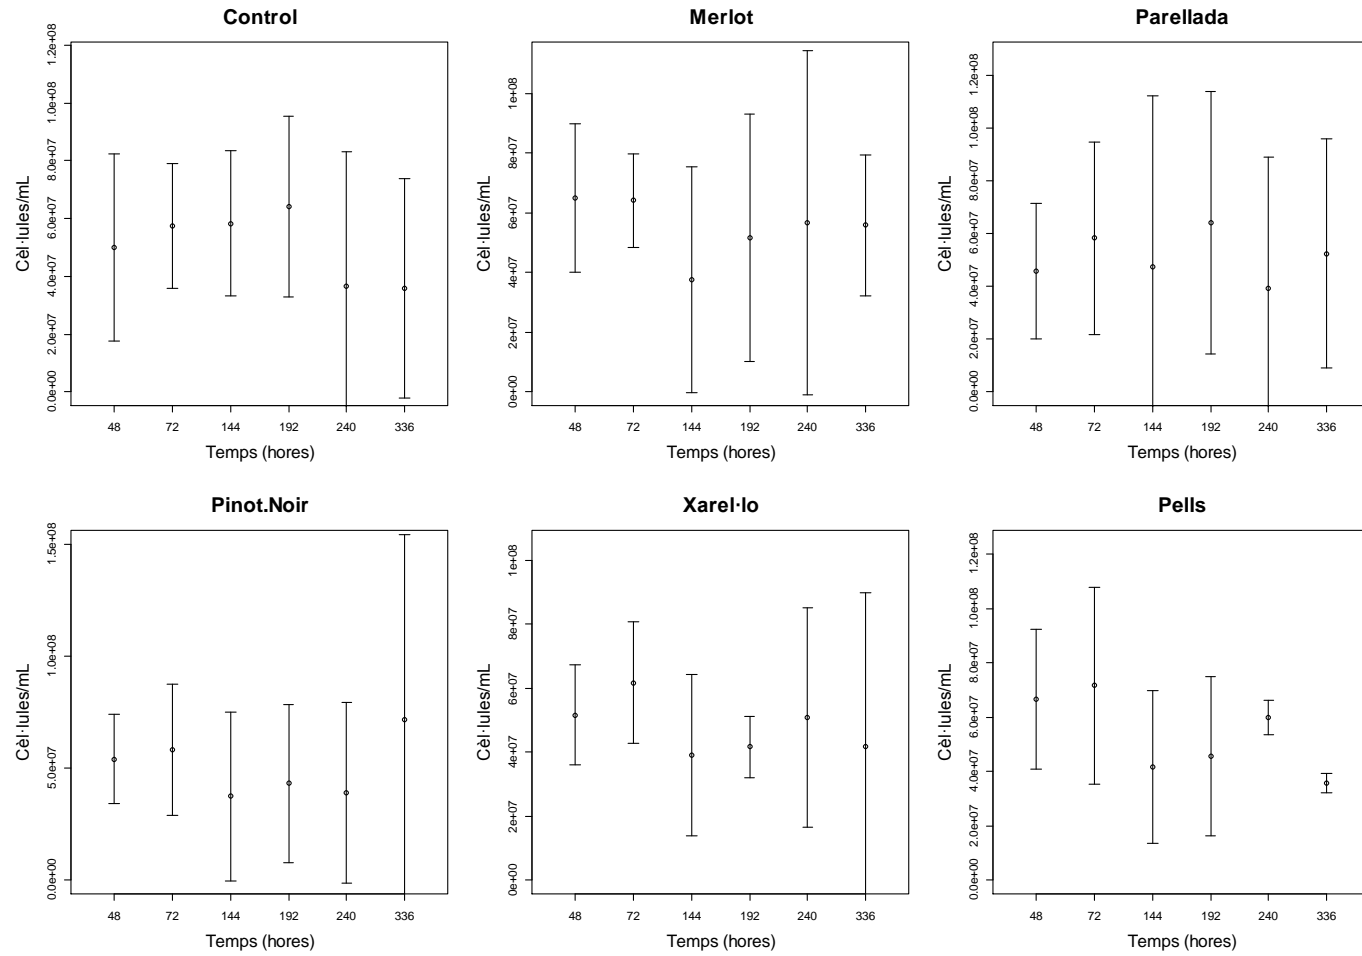 Control
Cèl·lules/mL
0.0e+00 2.0e+07 4.0e+07 6.0e+07 8.0e+07 1.0e+08 1.2e+08
48 72 144 192 240 336
Temps (hores)
Merlot
Cèl·lules/mL
0e+00 2e+07 4e+07 6e+07 8e+07 1e+08
48 72 144 192 240 336
Temps (hores)
Parellada
Cèl·lules/mL
0.0e+00 2.0e+07 4.0e+07 6.0e+07 8.0e+07 1.0e+08 1.2e+08
48 72 144 192 240 336
Temps (hores)
Pinot.Noir
Cèl·lules/mL
0.0e+00 5.0e+07 1.0e+08 1.5e+08
48 72 144 192 240 336
Temps (hores)
Xarel·lo
Cèl·lules/mL
0e+00 2e+07 4e+07 6e+07 8e+07 1e+08
48 72 144 192 240 336
Temps (hores)
Pells
Cèl·lules/mL
0.0e+00 2.0e+07 4.0e+07 6.0e+07 8.0e+07 1.0e+08 1.2e+08
48 72 144 192 240 336
Temps (hores)